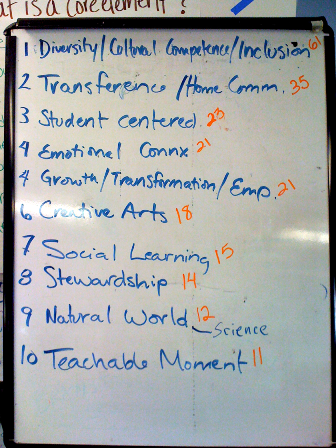 is a core element?
1 Diversity/Cultural Competence/Inclusion 61
2 Transference/Home Comm. 35
3 Student centered 23
4 Emotional Connx 21
4 Growth/Transformation/Emp. 21
6 Creative Arts 18
7 Social Learning 15
8 Stewardship 14
9 Natural World 12
Science
10 Teachable Moment 11